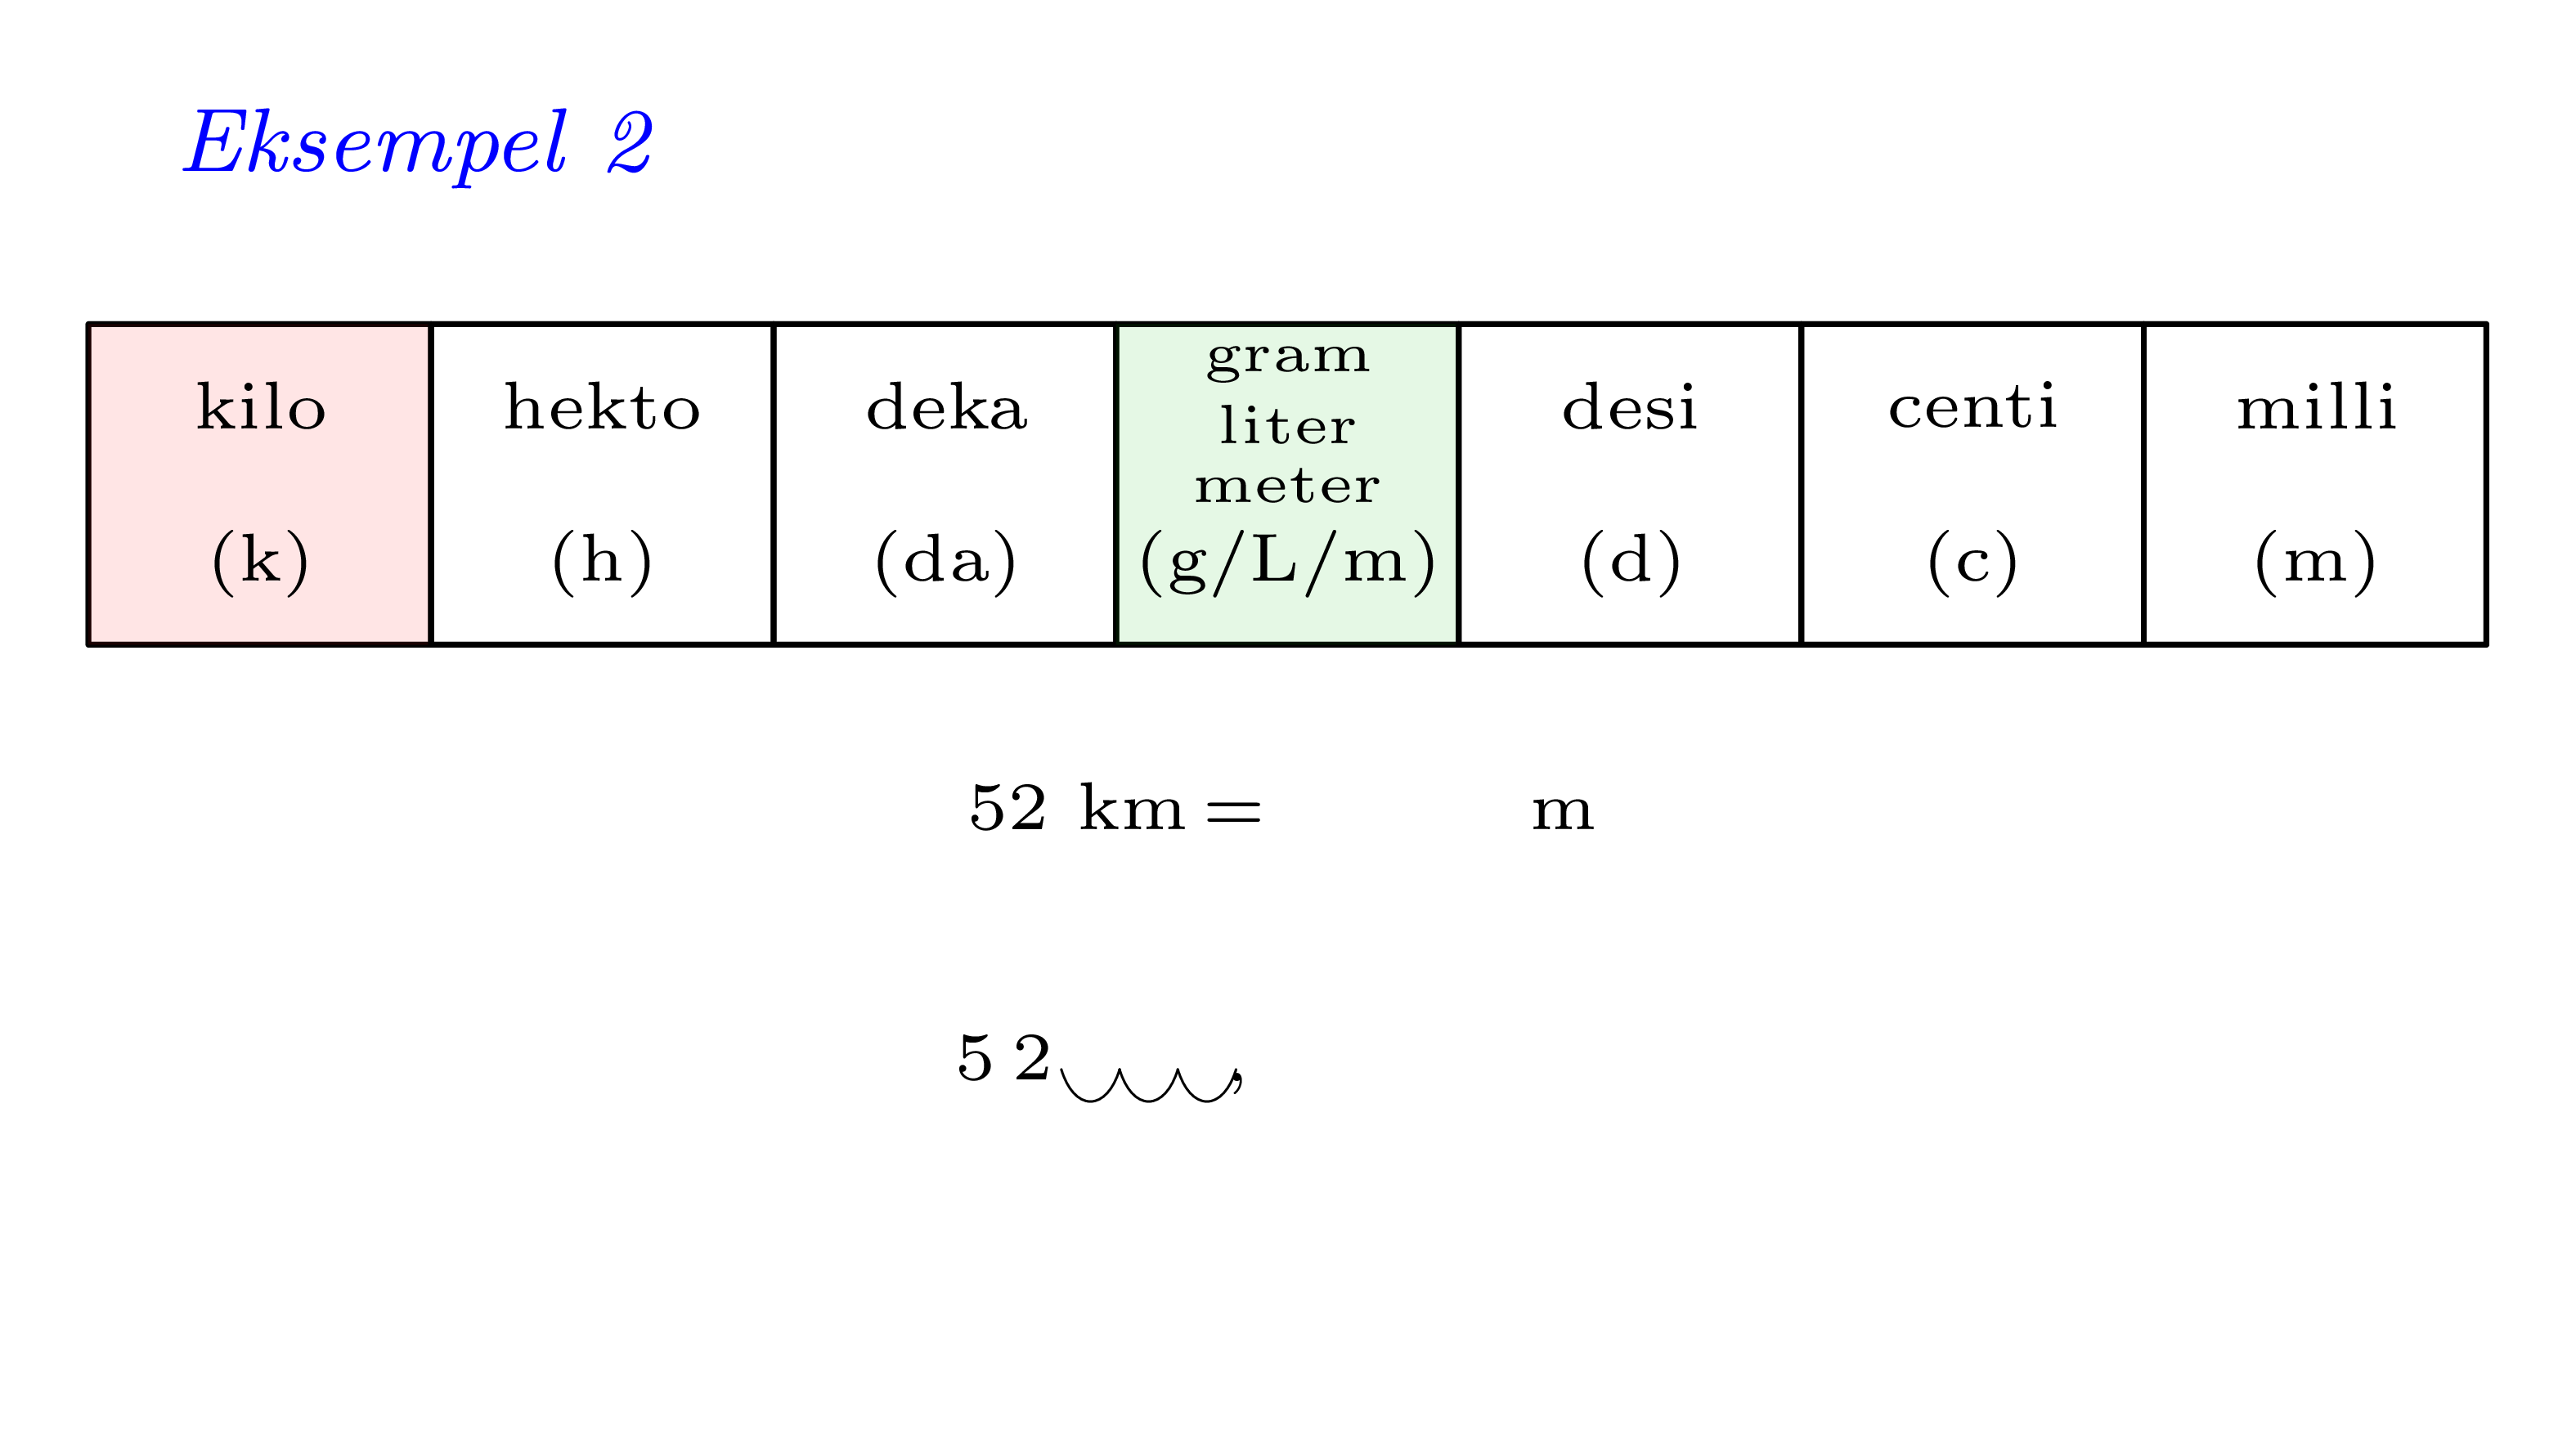 Eksempel 2
kilo hekto deka gram liter meter desi centi milli
(k) (h) (da) (g/L/m) (d) (c) (m)
52 km = m
5 2 ,